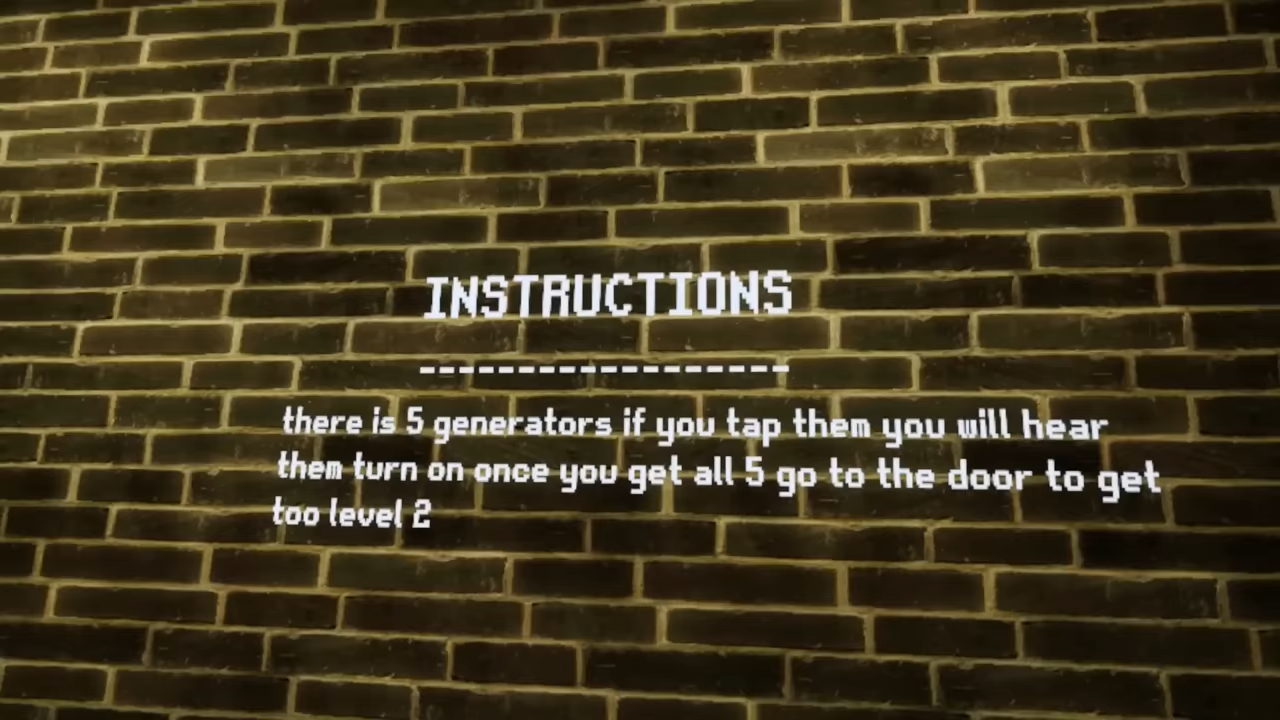 INSTRUCTIONS
------------------
there is 5 generators if you tap them you will hear
them turn on once you get all 5 go to the door to get
too level 2